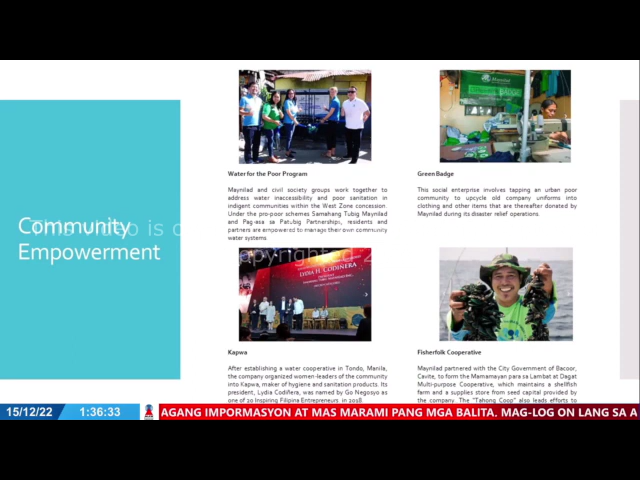 Community
Empowerment
This video is c
opyrighted 2
Water for the Poor Program
Maynilad and civil society groups work together to
address water inaccessibility and poor sanitation in
indigent communities within the West Zone concession.
Under the pro-poor schemes Samahang Tubig Maynilad
and Pag-asa sa Patubig Partnerships, residents and
partners are empowered to manage their own community
water systems.
Green Badge
This social enterprise involves tapping an urban poor
community to upcycle old company uniforms into
clothing and other items that are thereafter donated by
Maynilad during its disaster relief operations.
LYDIA H. CODIÑERA
Kapwa
After establishing a water cooperative in Tondo, Manila,
the company organized women-leaders of the community
into Kapwa, maker of hygiene and sanitation products. Its
president, Lydia Codiñera, was named by Go Negosyo as
one of 20 Inspiring Filipina Entrepreneurs in 2018.
Fisherfolk Cooperative
Maynilad partnered with the City Government of Bacoor,
Cavite, to form the Mamamayan para sa Lambat at Dagat
Multi-purpose Cooperative, which maintains a shellfish
farm and a supplies store from seed capital provided by
the company. The "Tahong Coop" also leads efforts to
15/12/22 1:36:33 AGANG IMPORMASYON AT MAS MARAMI PANG MGA BALITA. MAG-LOG ON LANG SA A